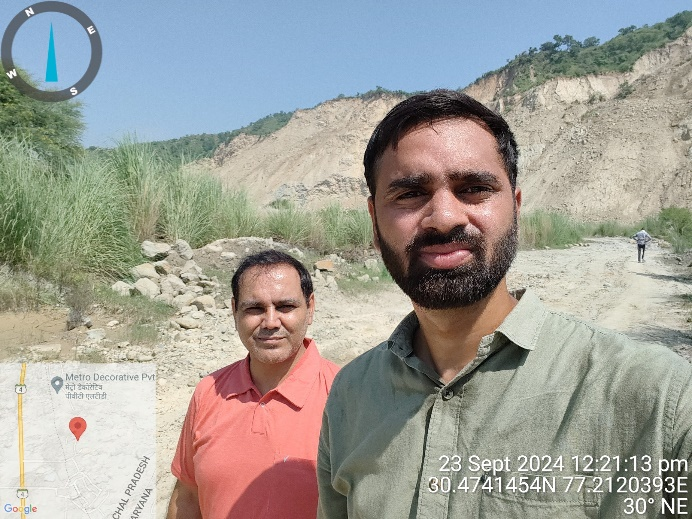 N
E
W
S
Metro Decorative Pvt
मेट्रो डेकोरेटिव
पीवीटी एलटीडी
4
4
CHAL PRADESH
ARYANA
Google
23 Sept 2024 12:21:13 pm
30.4741454N 77.2120393E
30° NE